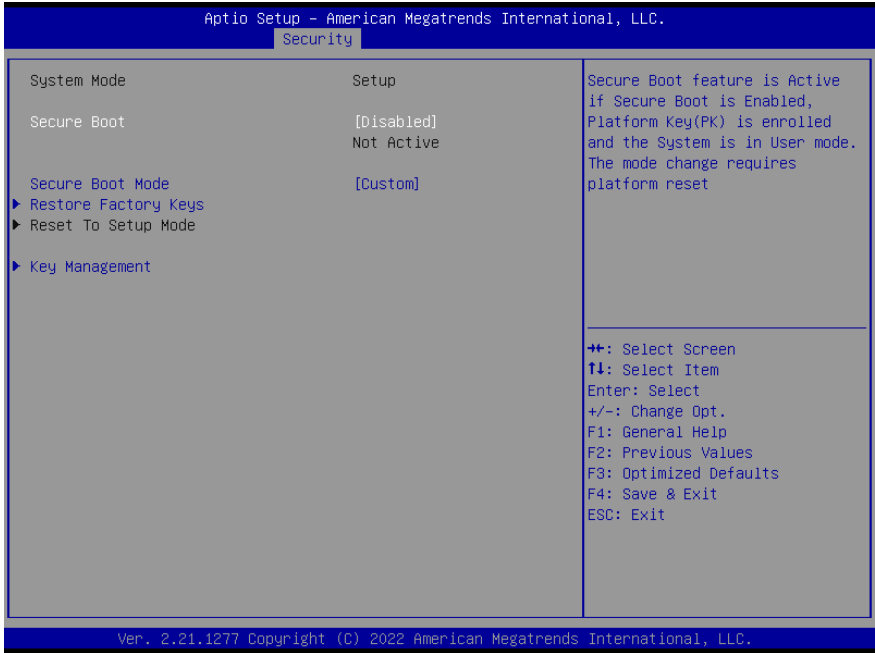 Aptio Setup – American Megatrends International, LLC.
Security
System Mode Setup
Secure Boot [Disabled]
Not Active
Secure Boot Mode [Custom]
▶ Restore Factory Keys
▶ Reset To Setup Mode
▶ Key Management
Secure Boot feature is Active
if Secure Boot is Enabled,
Platform Key(PK) is enrolled
and the System is in User mode.
The mode change requires
platform reset
→←: Select Screen
↑↓: Select Item
Enter: Select
+/-: Change Opt.
F1: General Help
F2: Previous Values
F3: Optimized Defaults
F4: Save & Exit
ESC: Exit
Ver. 2.21.1277 Copyright (C) 2022 American Megatrends International, LLC.